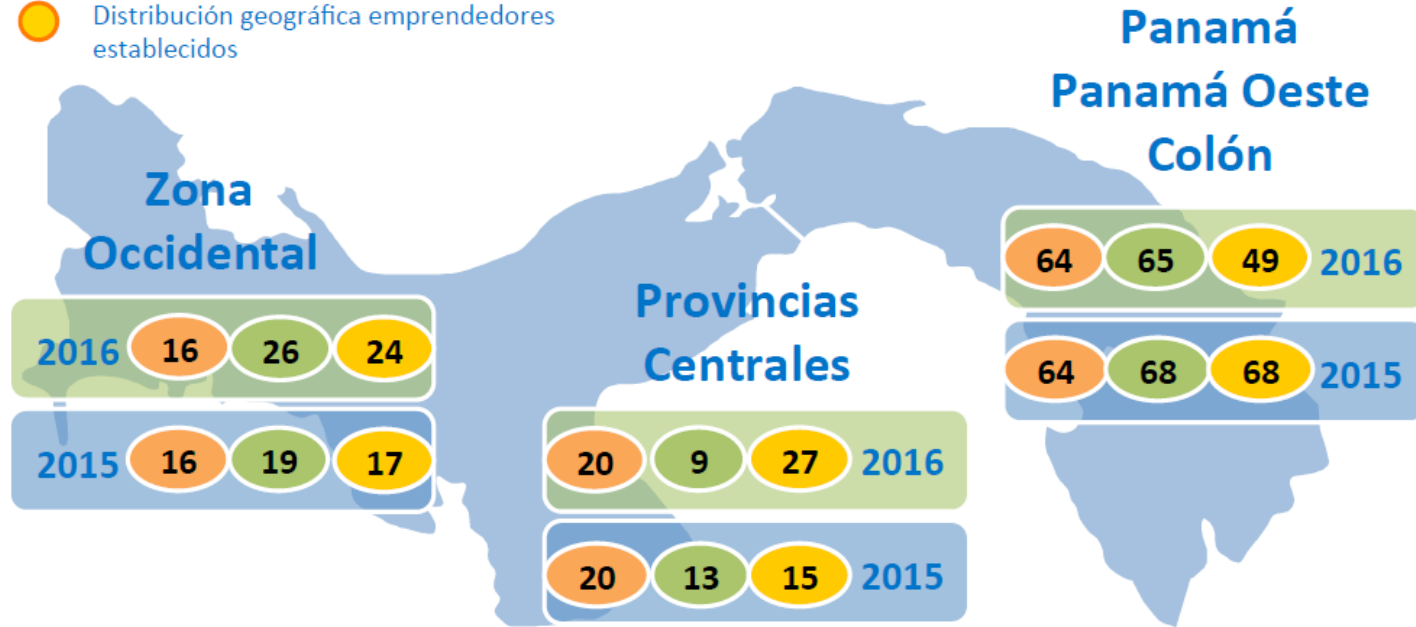 Distribución geográfica emprendedores
establecidos
Panamá
Panamá Oeste
Colón
64 65 49 2016
64 68 68 2015
Zona
Occidental
2016 16 26 24
2015 16 19 17
Provincias
Centrales
20 9 27 2016
20 13 15 2015